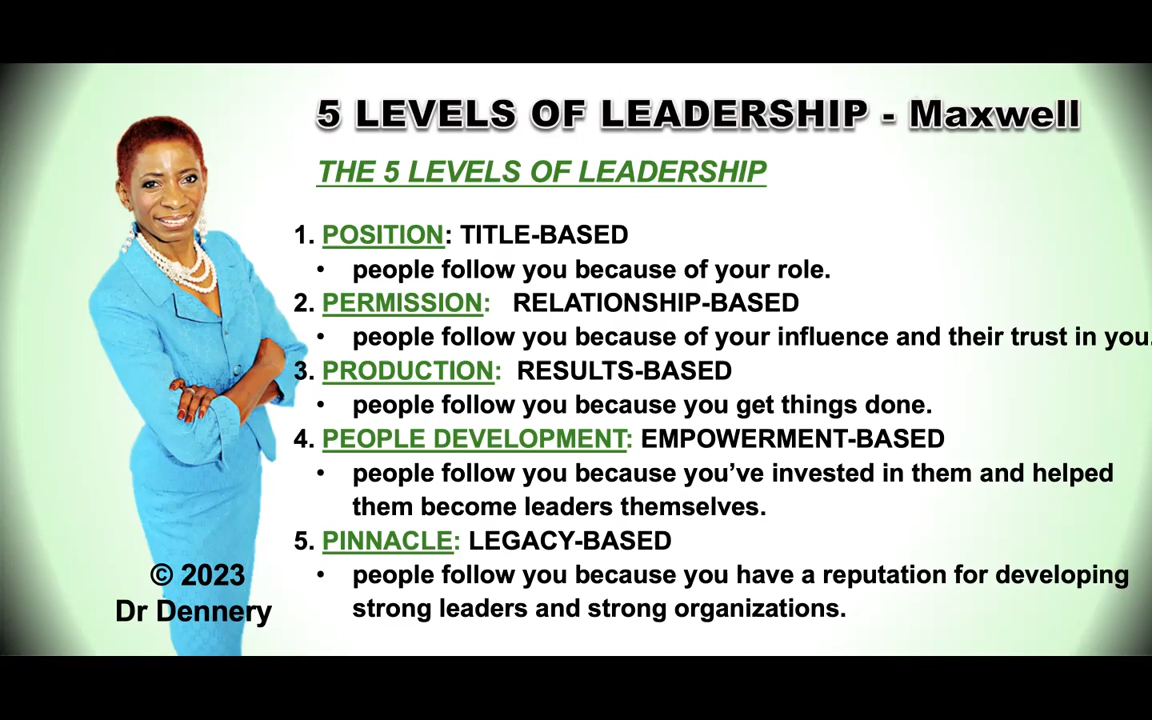 5 LEVELS OF LEADERSHIP - Maxwell
THE 5 LEVELS OF LEADERSHIP
1. POSITION: TITLE-BASED
• people follow you because of your role.
2. PERMISSION: RELATIONSHIP-BASED
• people follow you because of your influence and their trust in you.
3. PRODUCTION: RESULTS-BASED
• people follow you because you get things done.
4. PEOPLE DEVELOPMENT: EMPOWERMENT-BASED
• people follow you because you’ve invested in them and helped
them become leaders themselves.
5. PINNACLE: LEGACY-BASED
• people follow you because you have a reputation for developing
strong leaders and strong organizations.
© 2023
Dr Dennery